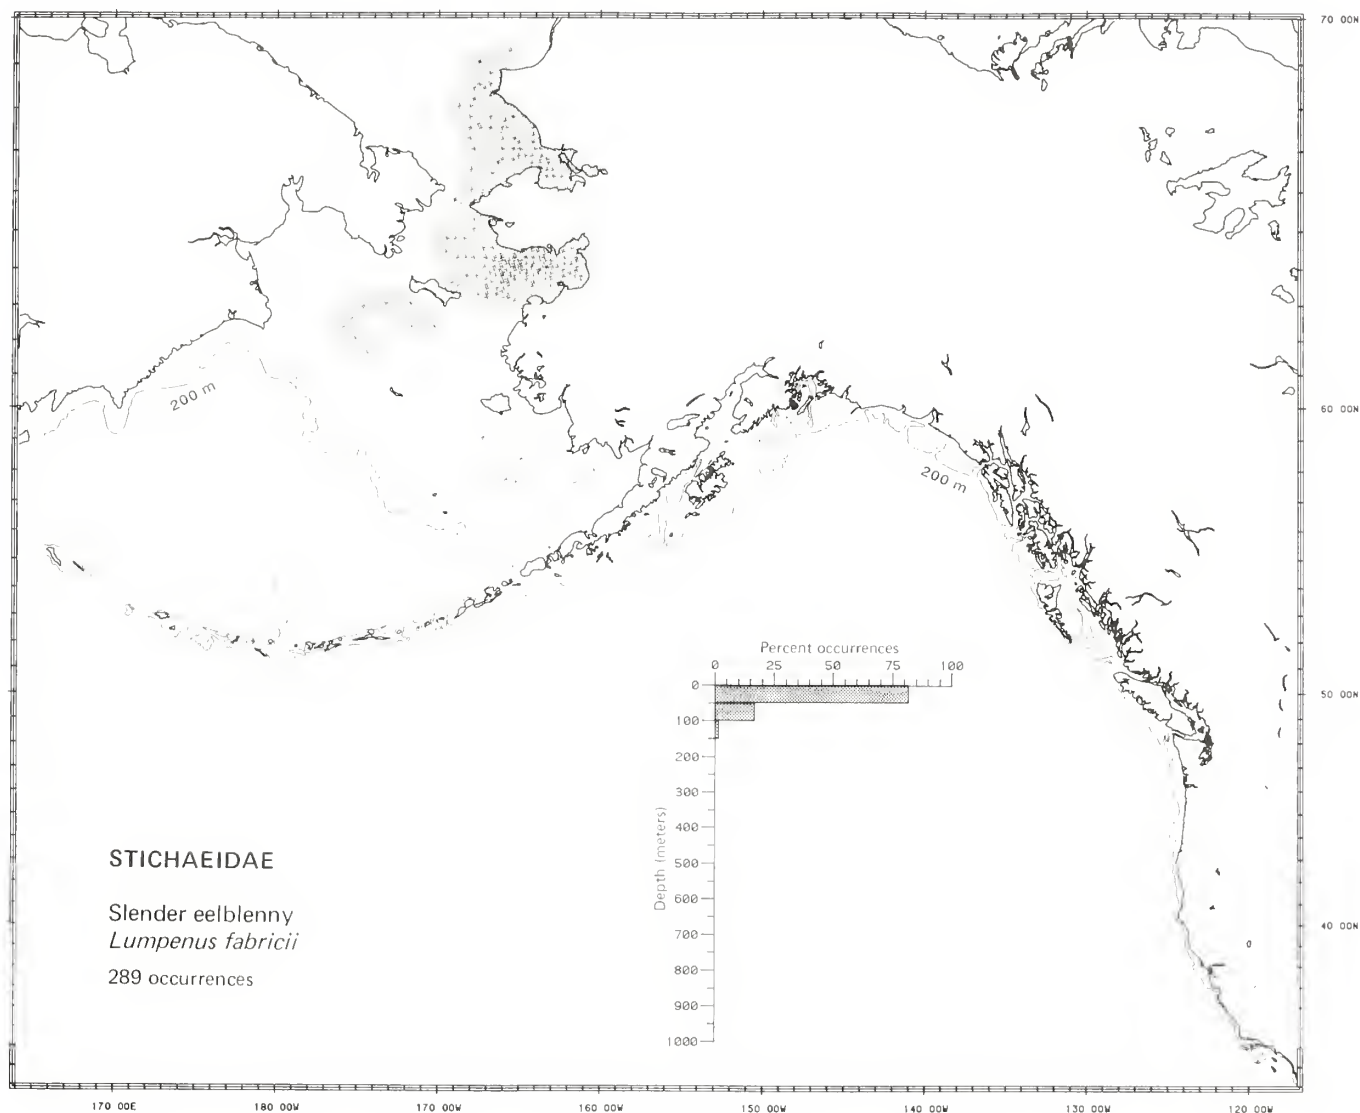 70 00N
200 m
60 00N
200 m
Percent occurrences
0 25 50 75 100
0
100
200
300
400
500
600
700
800
900
1000
Depth (meters)
50 00N
STICHAEIDAE
Slender eelblenny
Lumpenus fabricii
289 occurrences
40 00N
170 00E 180 00W 170 00W 160 00W 150 00W 140 00W 130 00W 120 00W